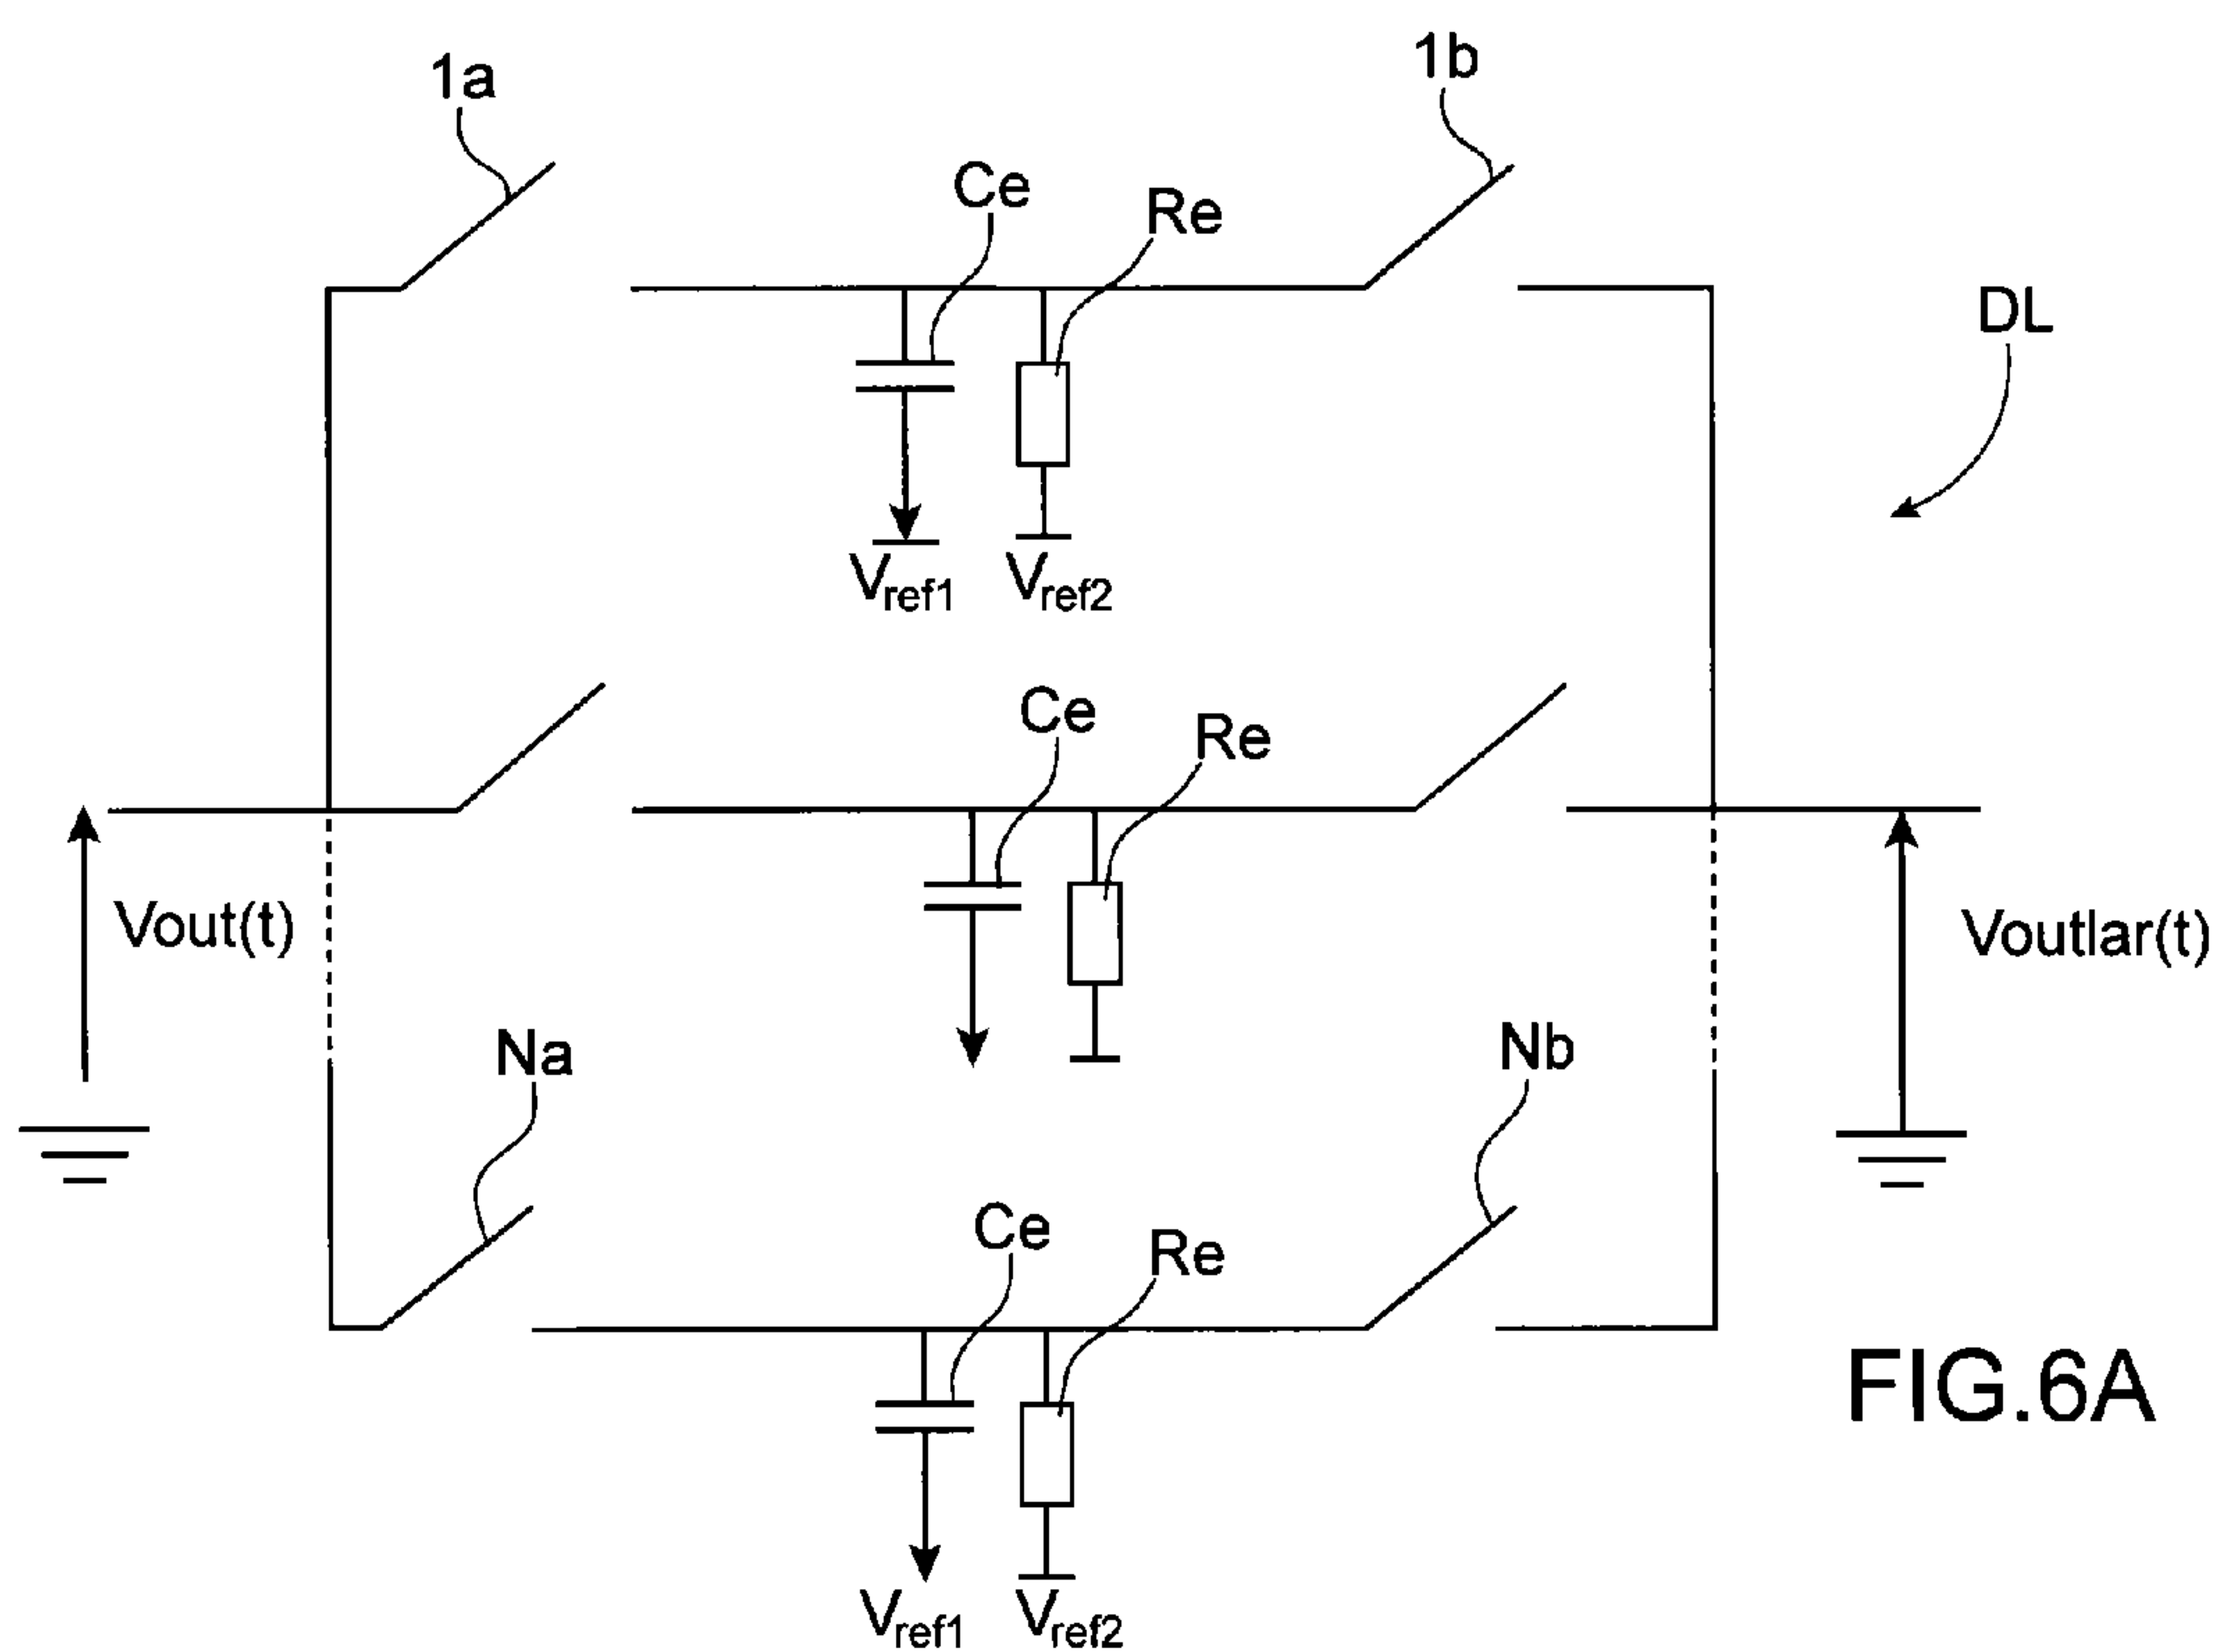 1a
1b
Ce
Re
DL
Vref1
Vref2
Ce
Re
Vout(t)
Voutlar(t)
Na
Nb
Ce
Re
FIG.6A
Vref1
Vref2